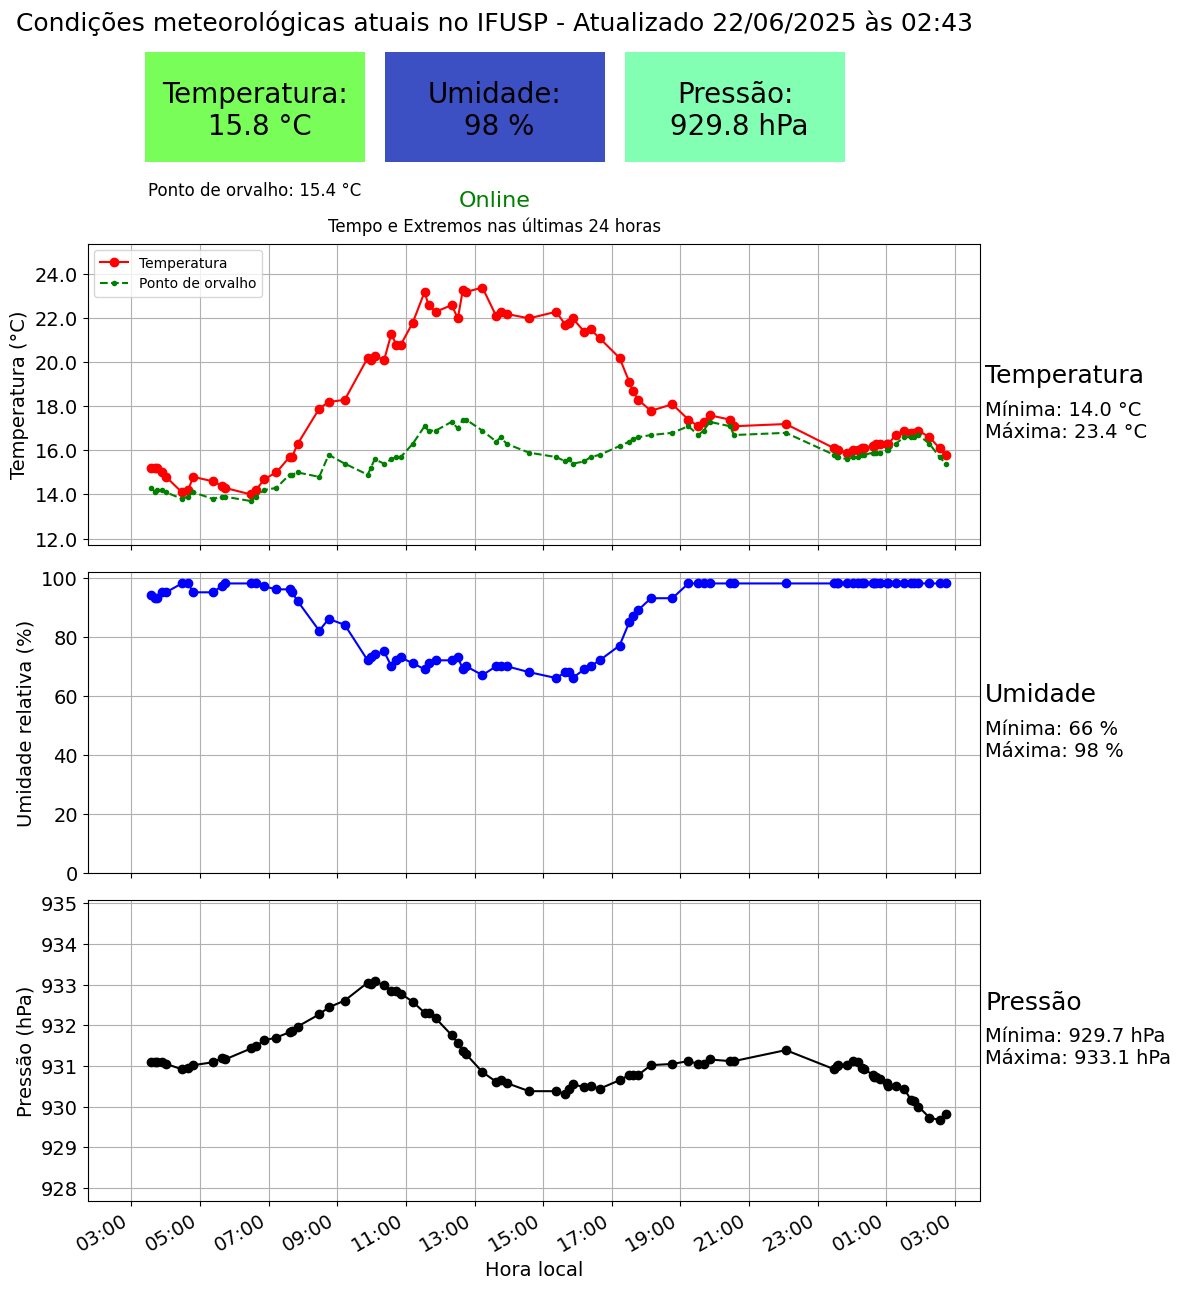 Condições meteorológicas atuais no IFUSP - Atualizado 22/06/2025 às 02:43
Temperatura:
15.8 °C
Umidade:
98 %
Pressão:
929.8 hPa
Ponto de orvalho: 15.4 °C
Online
Tempo e Extremos nas últimas 24 horas
Temperatura
Ponto de orvalho
Temperatura (°C)
24.0
22.0
20.0
18.0
16.0
14.0
12.0
Temperatura
Mínima: 14.0 °C
Máxima: 23.4 °C
Umidade relativa (%)
100
80
60
40
20
0
Umidade
Mínima: 66 %
Máxima: 98 %
Pressão (hPa)
935
934
933
932
931
930
929
928
Pressão
Mínima: 929.7 hPa
Máxima: 933.1 hPa
03:00 05:00 07:00 09:00 11:00 13:00 15:00 17:00 19:00 21:00 23:00 01:00 03:00
Hora local